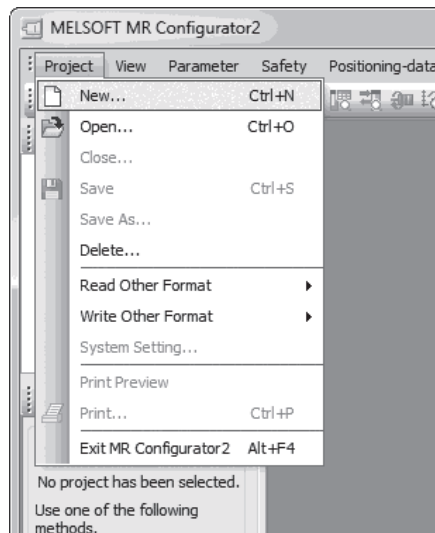 MELSOFT MR Configurator2
Project View Parameter Safety Positioning-data
New... Ctrl+N
Open... Ctrl+O
Close...
Save Ctrl+S
Save As...
Delete...
Read Other Format
Write Other Format
System Setting...
Print Preview
Print... Ctrl+P
Exit MR Configurator2 Alt+F4
No project has been selected.
Use one of the following
methods.